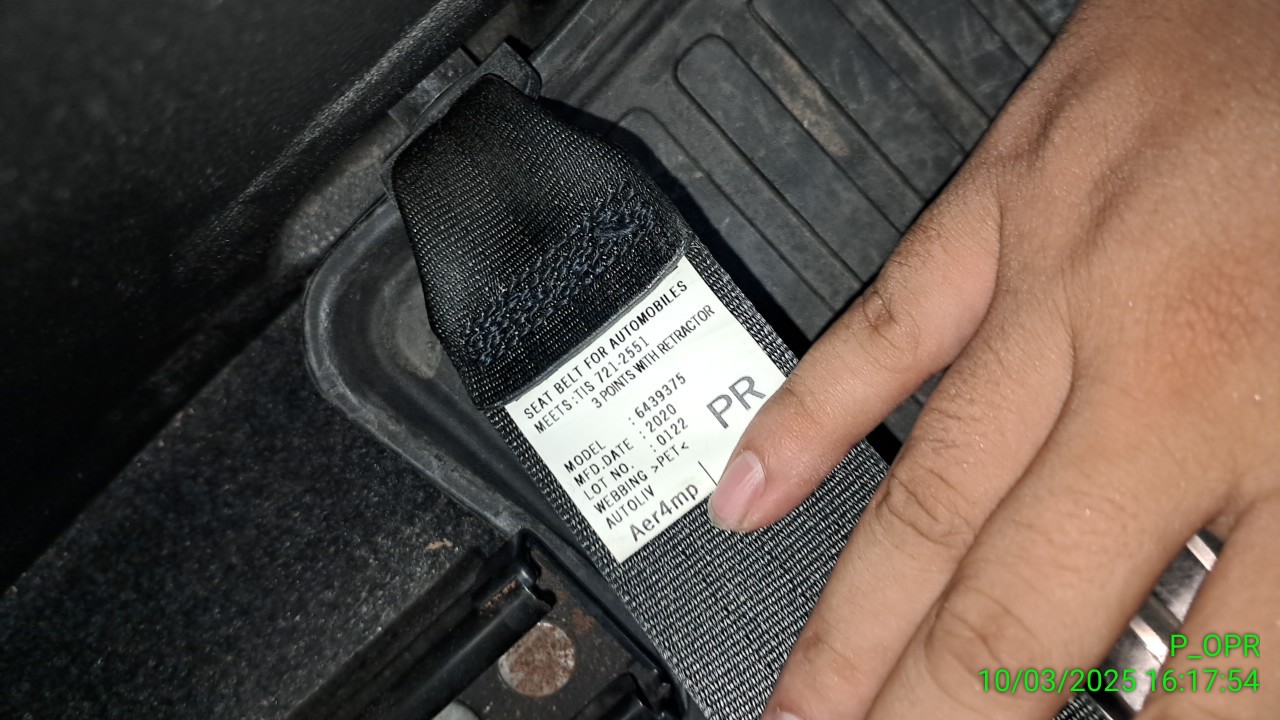 SEAT BELT FOR AUTOMOBILES
MEETS:TIS 721-2551
3 POINTS WITH RETRACTOR
MODEL :6439375
MFD.DATE :2020
LOT NO. :0122
WEBBING >PET<
AUTOLIV
PR
Aer4mp
P_OPR
10/03/2025 16:17:54